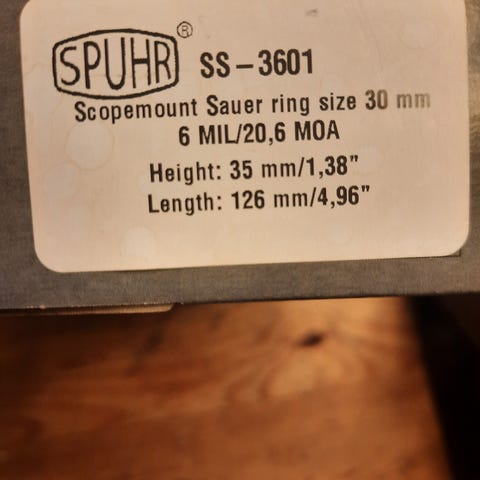 SPUHR® SS-3601
Scopemount Sauer ring size 30 mm
6 MIL/20,6 MOA
Height: 35 mm/1,38"
Length: 126 mm/4,96"